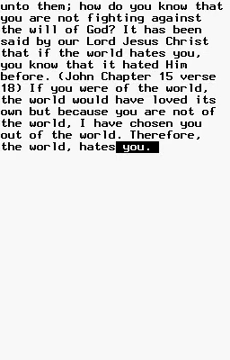 unto them; how do you know that
you are not fighting against
the will of God? It has been
said by our Lord Jesus Christ
that if the world hates you,
you know that it hated Him
before. (John Chapter 15 verse
18) If you were of the world,
the world would have loved its
own but because you are not of
the world, I have chosen you
out of the world. Therefore,
the world, hates you.